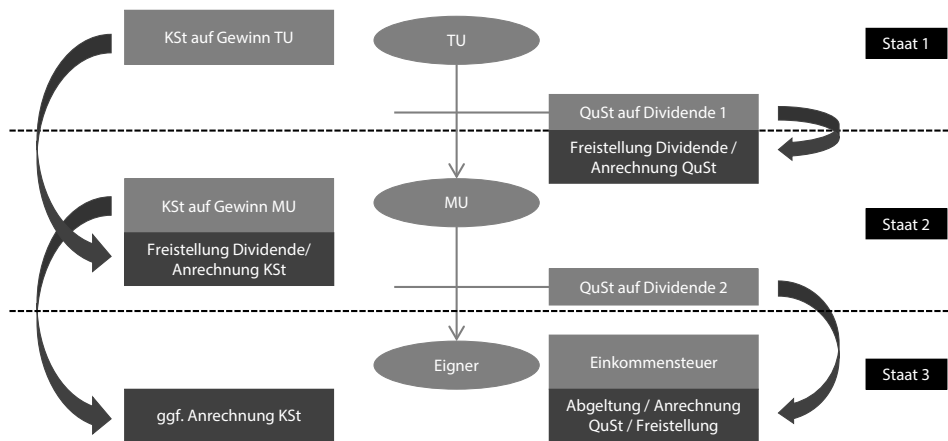 KSt auf Gewinn TU
TU
Staat 1
QuSt auf Dividende 1
Freistellung Dividende /
Anrechnung QuSt
KSt auf Gewinn MU
MU
Staat 2
Freistellung Dividende/
Anrechnung KSt
QuSt auf Dividende 2
Eigner
Einkommensteuer
Staat 3
ggf. Anrechnung KSt
Abgeltung / Anrechnung
QuSt / Freistellung